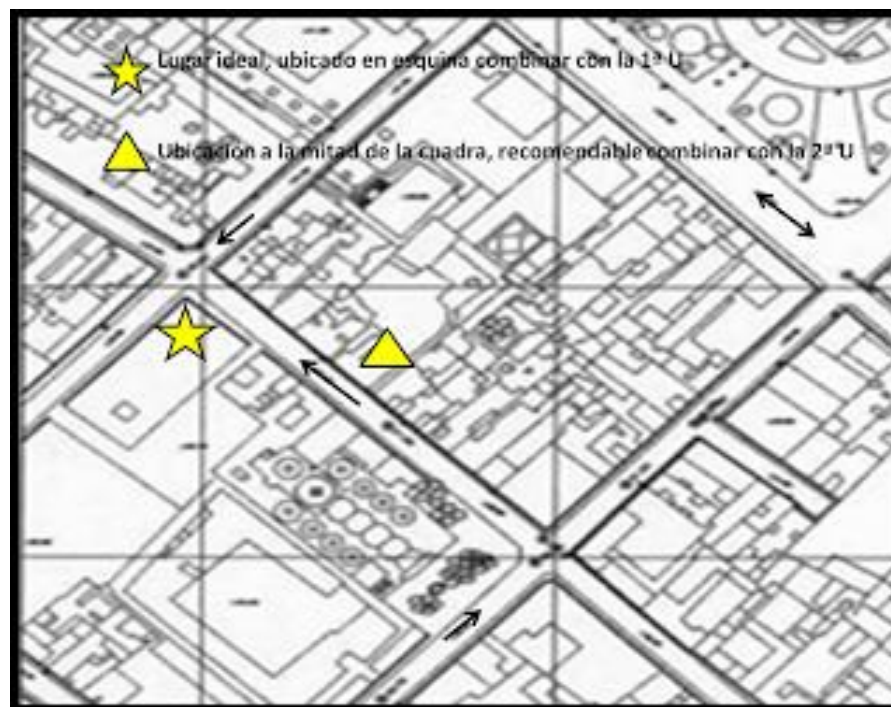 Lugar ideal, ubicado en esquina combinar con la 1ª U
Ubicación a la mitad de la cuadra, recomendable combinar con la 2ª U